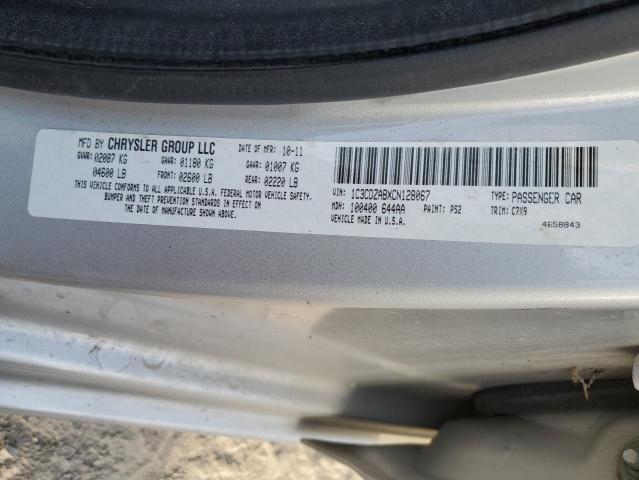 MFD BY CHRYSLER GROUP LLC DATE OF MFR: 10-11
GVWR: 02087 KG GAWR: 01180 KG GAWR: 01007 KG
04600 LB FRONT: 02600 LB REAR: 02220 LB
THIS VEHICLE CONFORMS TO ALL APPLICABLE U.S.A. FEDERAL MOTOR VEHICLE SAFETY,
BUMPER AND THEFT PREVENTION STANDARDS IN EFFECT ON
THE DATE OF MANUFACTURE SHOWN ABOVE.
VIN: 1C3CDZABXCN128067 TYPE: PASSENGER CAR
MDH: 100400 644AA PAINT: PS2 TRIM: C7X9
VEHICLE MADE IN U.S.A. 4658843